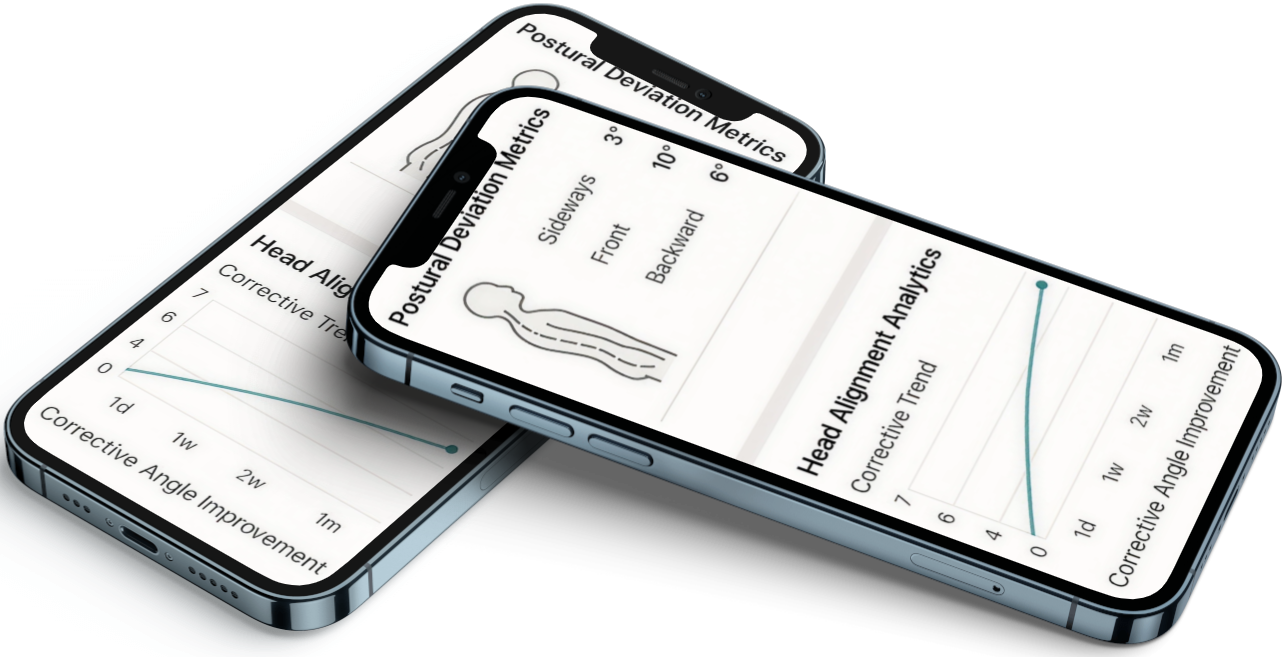 Postural Deviation Metrics
Head Alig
Corrective Tre
7
6
4
0
1d
1w
2w
1m
Corrective Angle Improvement
Postural Deviation Metrics
Sideways 3°
Front 10°
Backward 6°
Head Alignment Analytics
Corrective Trend
7
6
4
0
1d
1w
2w
1m
Corrective Angle Improvement